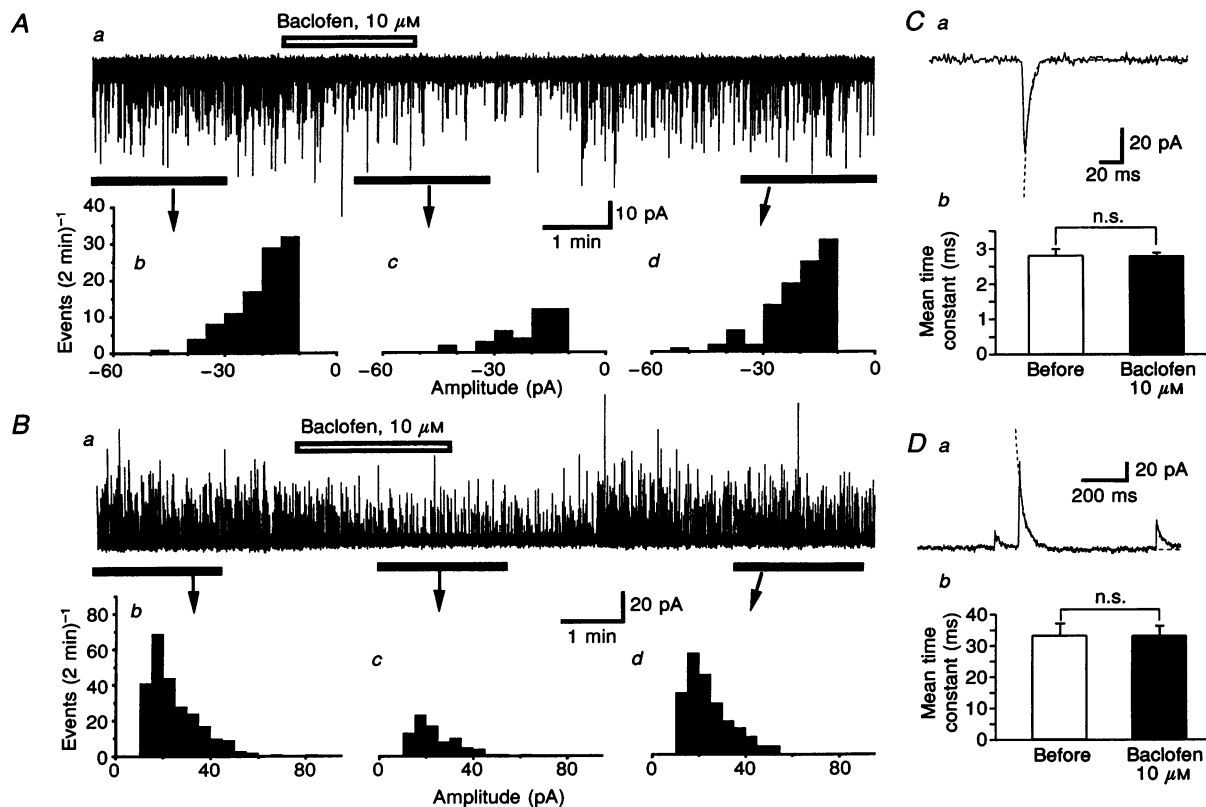 A
a
Baclofen, 10 μM
40
30
20
10
0
Events (2 min)⁻¹
b
c
d
10 pA
1 min
−60
−30
0
−60
−30
0
−60
−30
0
Amplitude (pA)
B
a
Baclofen, 10 μM
80
60
40
20
0
Events (2 min)⁻¹
b
c
d
20 pA
1 min
0
40
80
0
40
80
0
40
80
Amplitude (pA)
C
a
20 pA
20 ms
b
n.s.
3
2
1
0
Mean time
constant (ms)
Before
Baclofen
10 μM
D
a
20 pA
200 ms
b
n.s.
40
30
20
10
0
Mean time
constant (ms)
Before
Baclofen
10 μM